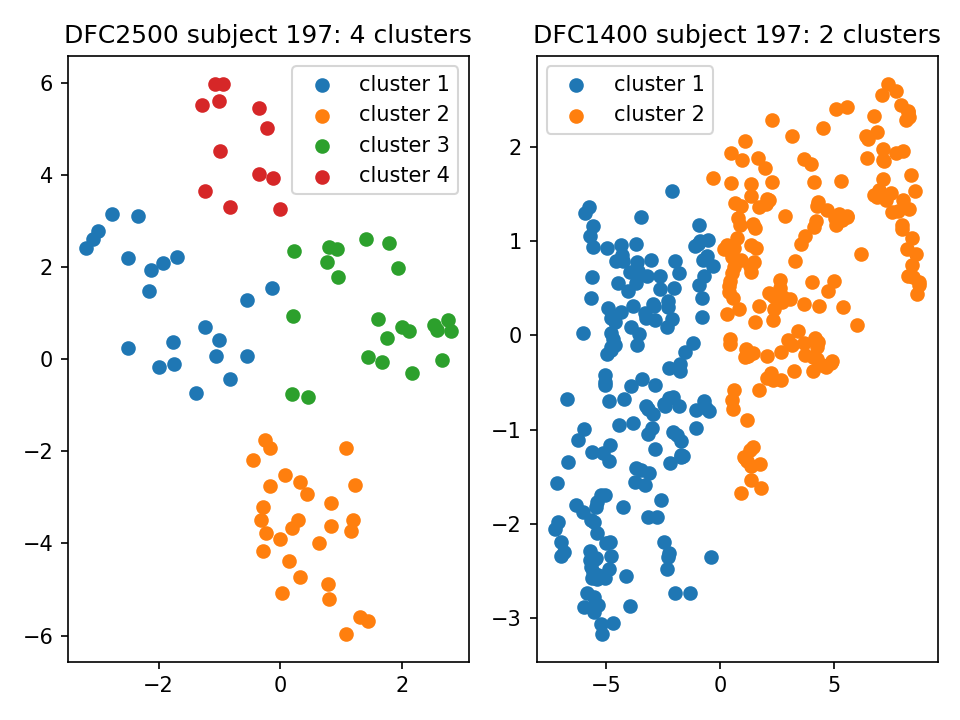 DFC2500 subject 197: 4 clusters
cluster 1
cluster 2
cluster 3
cluster 4
6
4
2
0
−2
−4
−6
−2
0
2
DFC1400 subject 197: 2 clusters
cluster 1
cluster 2
2
1
0
−1
−2
−3
−5
0
5